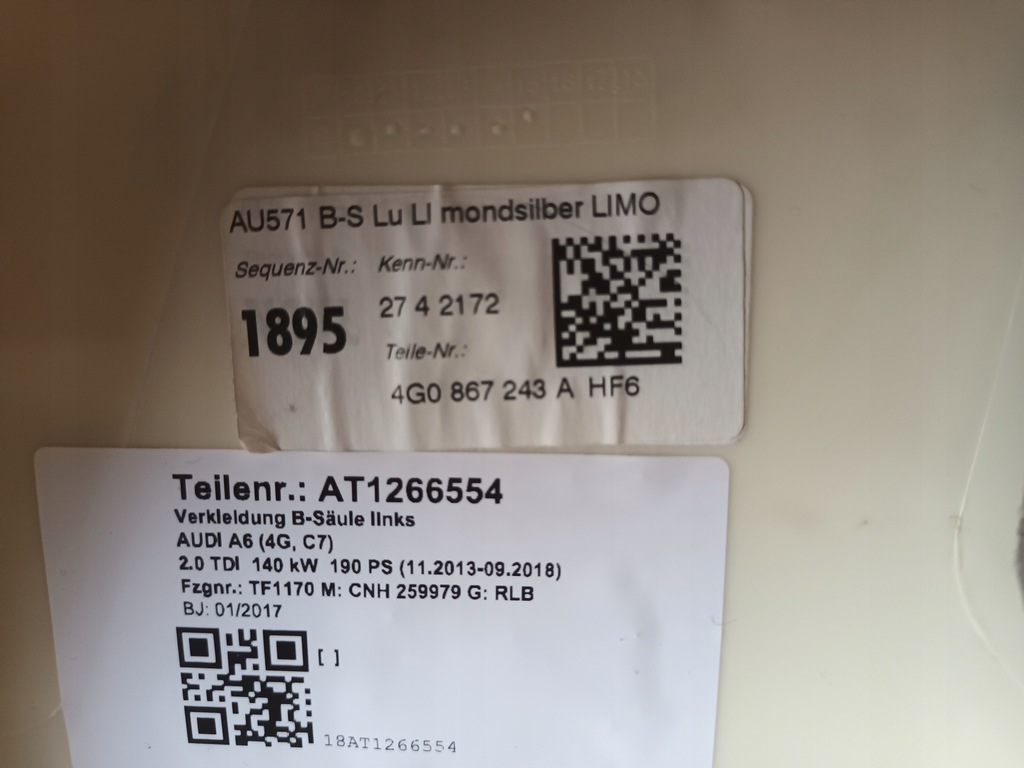 AU571 B-S Lu LI mondsilber LIMO
Sequenz-Nr.: Kenn-Nr.:
1895 27 4 2172
Teile-Nr.:
4G0 867 243 A HF6
Teilenr.: AT1266554
Verkleidung B-Säule links
AUDI A6 (4G, C7)
2.0 TDI 140 kW 190 PS (11.2013-09.2018)
Fzgnr.: TF1170 M: CNH 259979 G: RLB
BJ: 01/2017
[ ]
18AT1266554